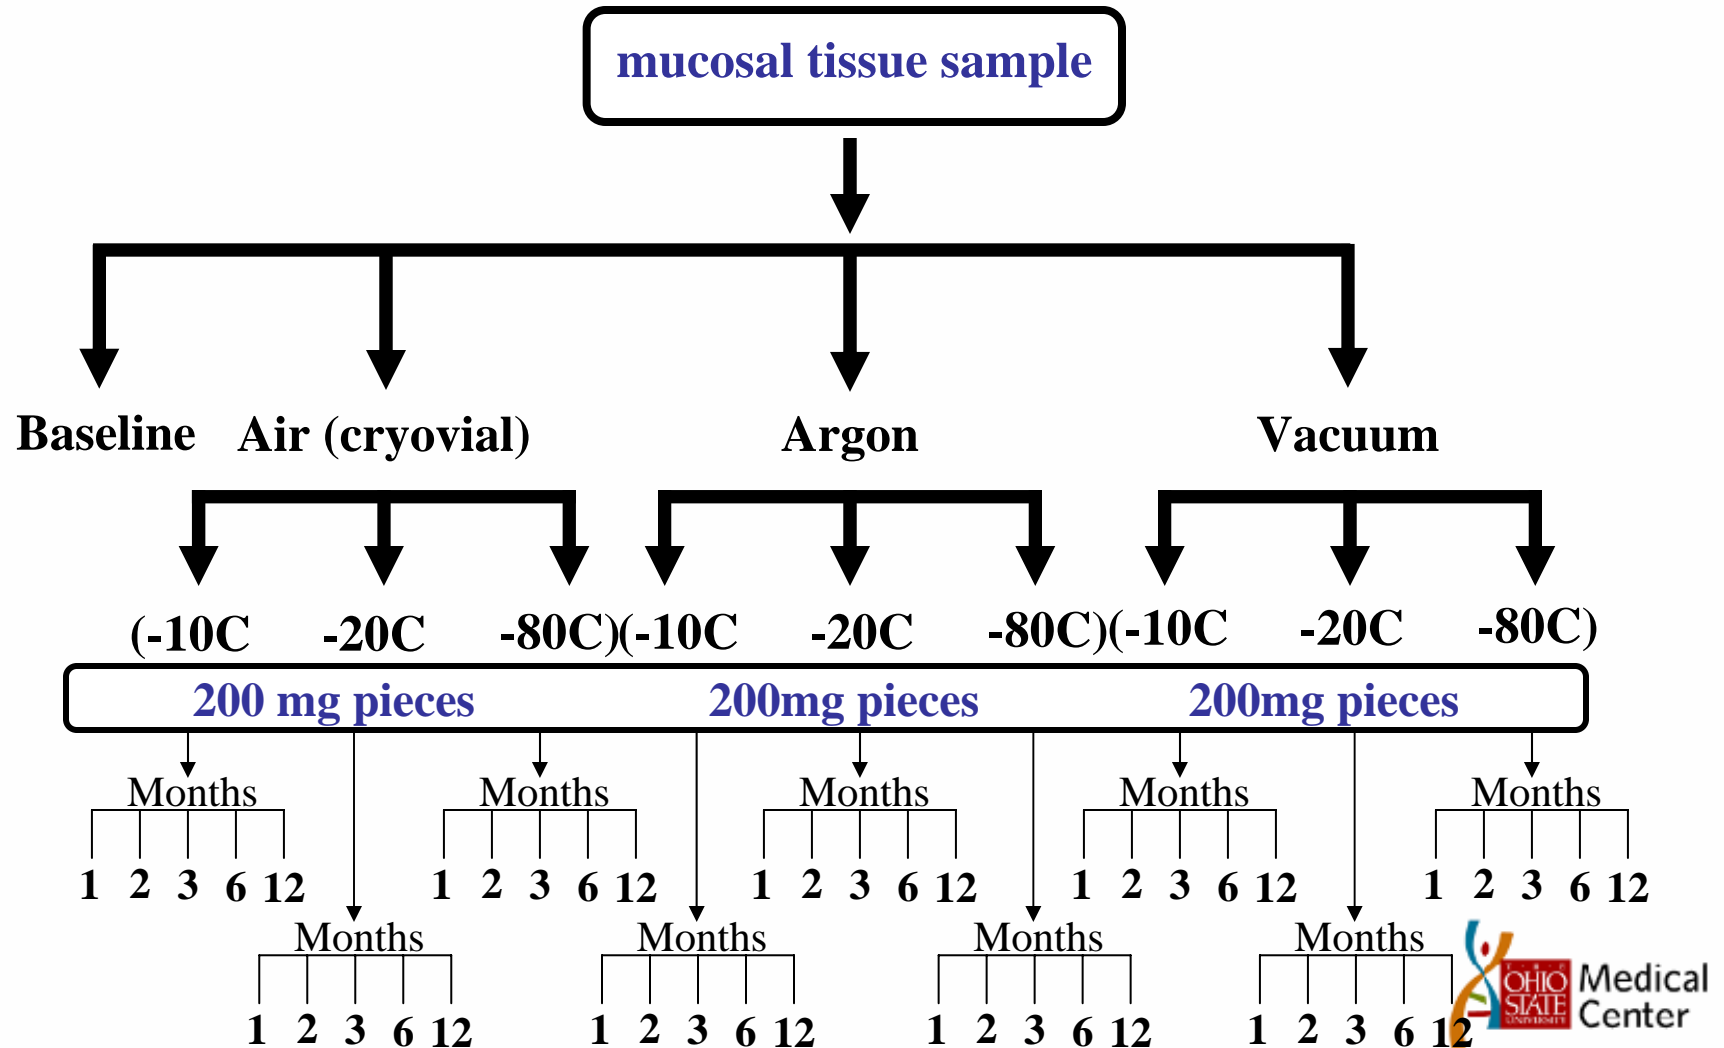 mucosal tissue sample
Baseline Air (cryovial) Argon Vacuum
(-10C -20C -80C)(-10C -20C -80C)(-10C -20C -80C)
200 mg pieces 200mg pieces 200mg pieces
Months Months Months Months Months
1 2 3 6 12 1 2 3 6 12 1 2 3 6 12 1 2 3 6 12 1 2 3 6 12
Months Months Months Months
1 2 3 6 12 1 2 3 6 12 1 2 3 6 12 1 2 3 6 12
T·H·E
OHIO
STATE
UNIVERSITY
Medical
Center